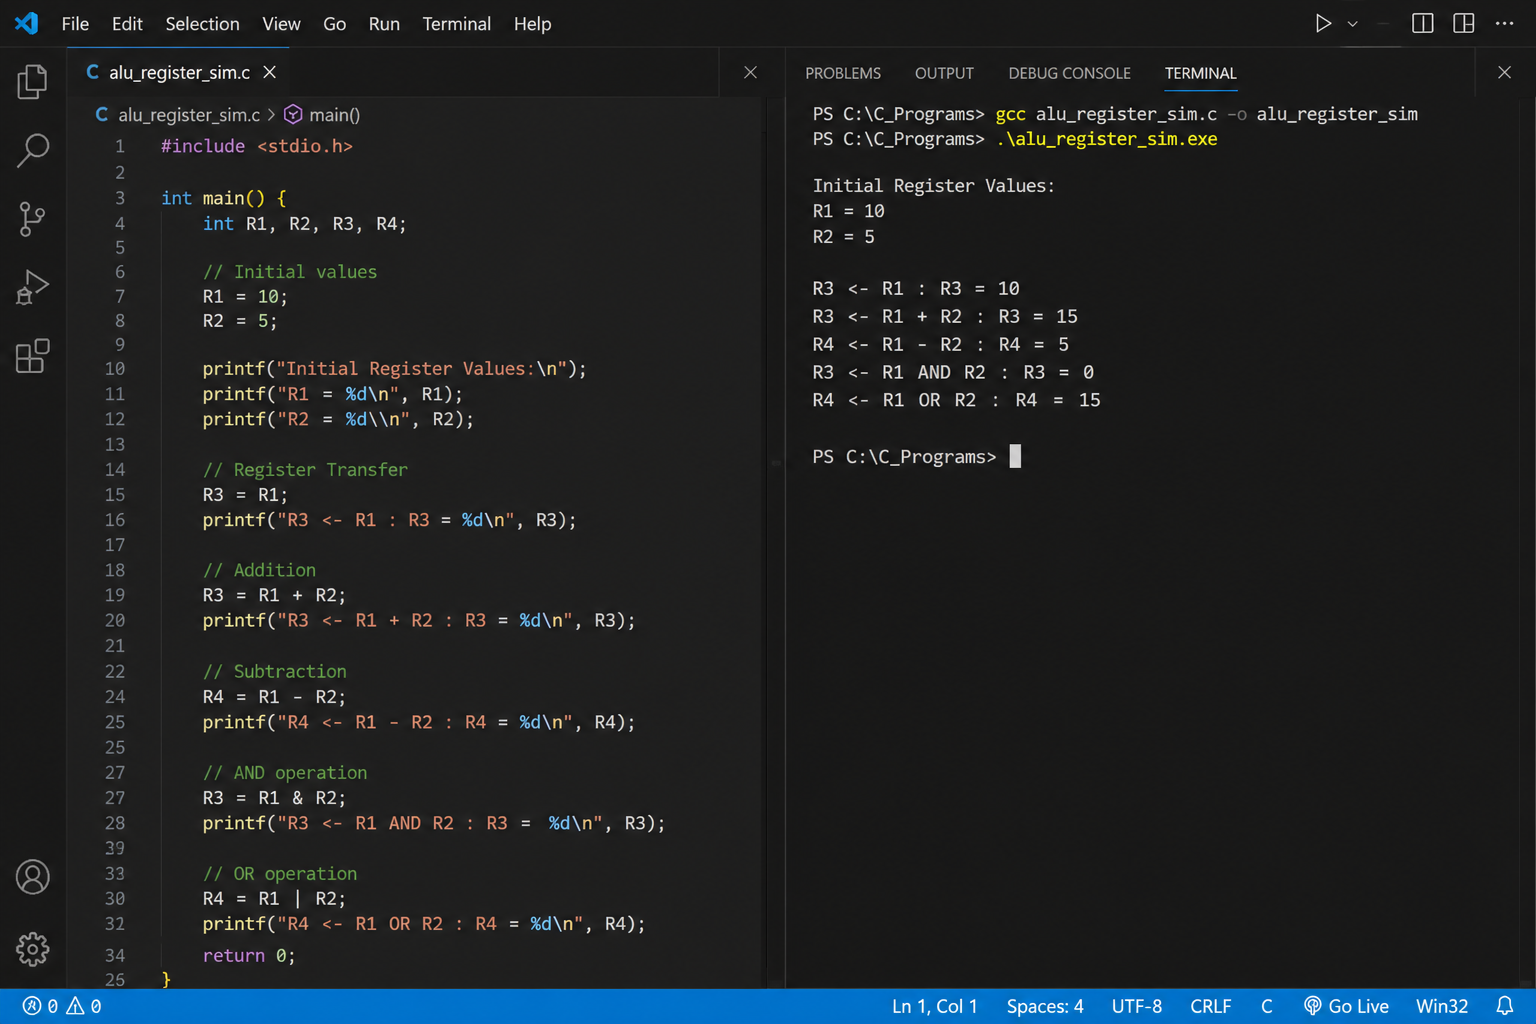 File Edit Selection View Go Run Terminal Help
C alu_register_sim.c
C alu_register_sim.c > main()
1 #include <stdio.h>
2
3 int main() {
4 int R1, R2, R3, R4;
5
6 // Initial values
7 R1 = 10;
8 R2 = 5;
9
10 printf("Initial Register Values:\n");
11 printf("R1 = %d\n", R1);
12 printf("R2 = %d\\n", R2);
13
14 // Register Transfer
15 R3 = R1;
16 printf("R3 <- R1 : R3 = %d\n", R3);
17
18 // Addition
19 R3 = R1 + R2;
20 printf("R3 <- R1 + R2 : R3 = %d\n", R3);
21
22 // Subtraction
24 R4 = R1 - R2;
25 printf("R4 <- R1 - R2 : R4 = %d\n", R4);
25
27 // AND operation
27 R3 = R1 & R2;
28 printf("R3 <- R1 AND R2 : R3 =  %d\n", R3);
39
33 // OR operation
30 R4 = R1 | R2;
32 printf("R4 <- R1 OR R2 : R4 = %d\n", R4);
34 return 0;
26 }
PROBLEMS OUTPUT DEBUG CONSOLE TERMINAL
PS C:\C_Programs> gcc alu_register_sim.c -o alu_register_sim
PS C:\C_Programs> .\alu_register_sim.exe
Initial Register Values:
R1 = 10
R2 = 5
R3 <- R1 : R3 = 10
R3 <- R1 + R2 : R3 = 15
R4 <- R1 - R2 : R4 = 5
R3 <- R1 AND R2 : R3 = 0
R4 <- R1 OR R2 : R4 = 15
PS C:\C_Programs>
0 0 Ln 1, Col 1 Spaces: 4 UTF-8 CRLF C Go Live Win32